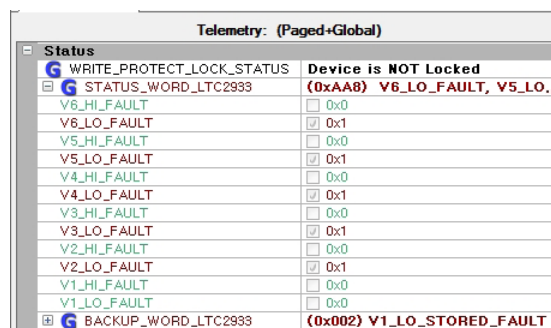 Telemetry: (Paged+Global)
Status
G WRITE_PROTECT_LOCK_STATUS Device is NOT Locked
G STATUS_WORD_LTC2933 (0xAA8) V6_LO_FAULT, V5_LO,
V6_HI_FAULT 0x0
V6_LO_FAULT 0x1
V5_HI_FAULT 0x0
V5_LO_FAULT 0x1
V4_HI_FAULT 0x0
V4_LO_FAULT 0x1
V3_HI_FAULT 0x0
V3_LO_FAULT 0x1
V2_HI_FAULT 0x0
V2_LO_FAULT 0x1
V1_HI_FAULT 0x0
V1_LO_FAULT 0x0
G BACKUP_WORD_LTC2933 (0x002) V1_LO_STORED_FAULT